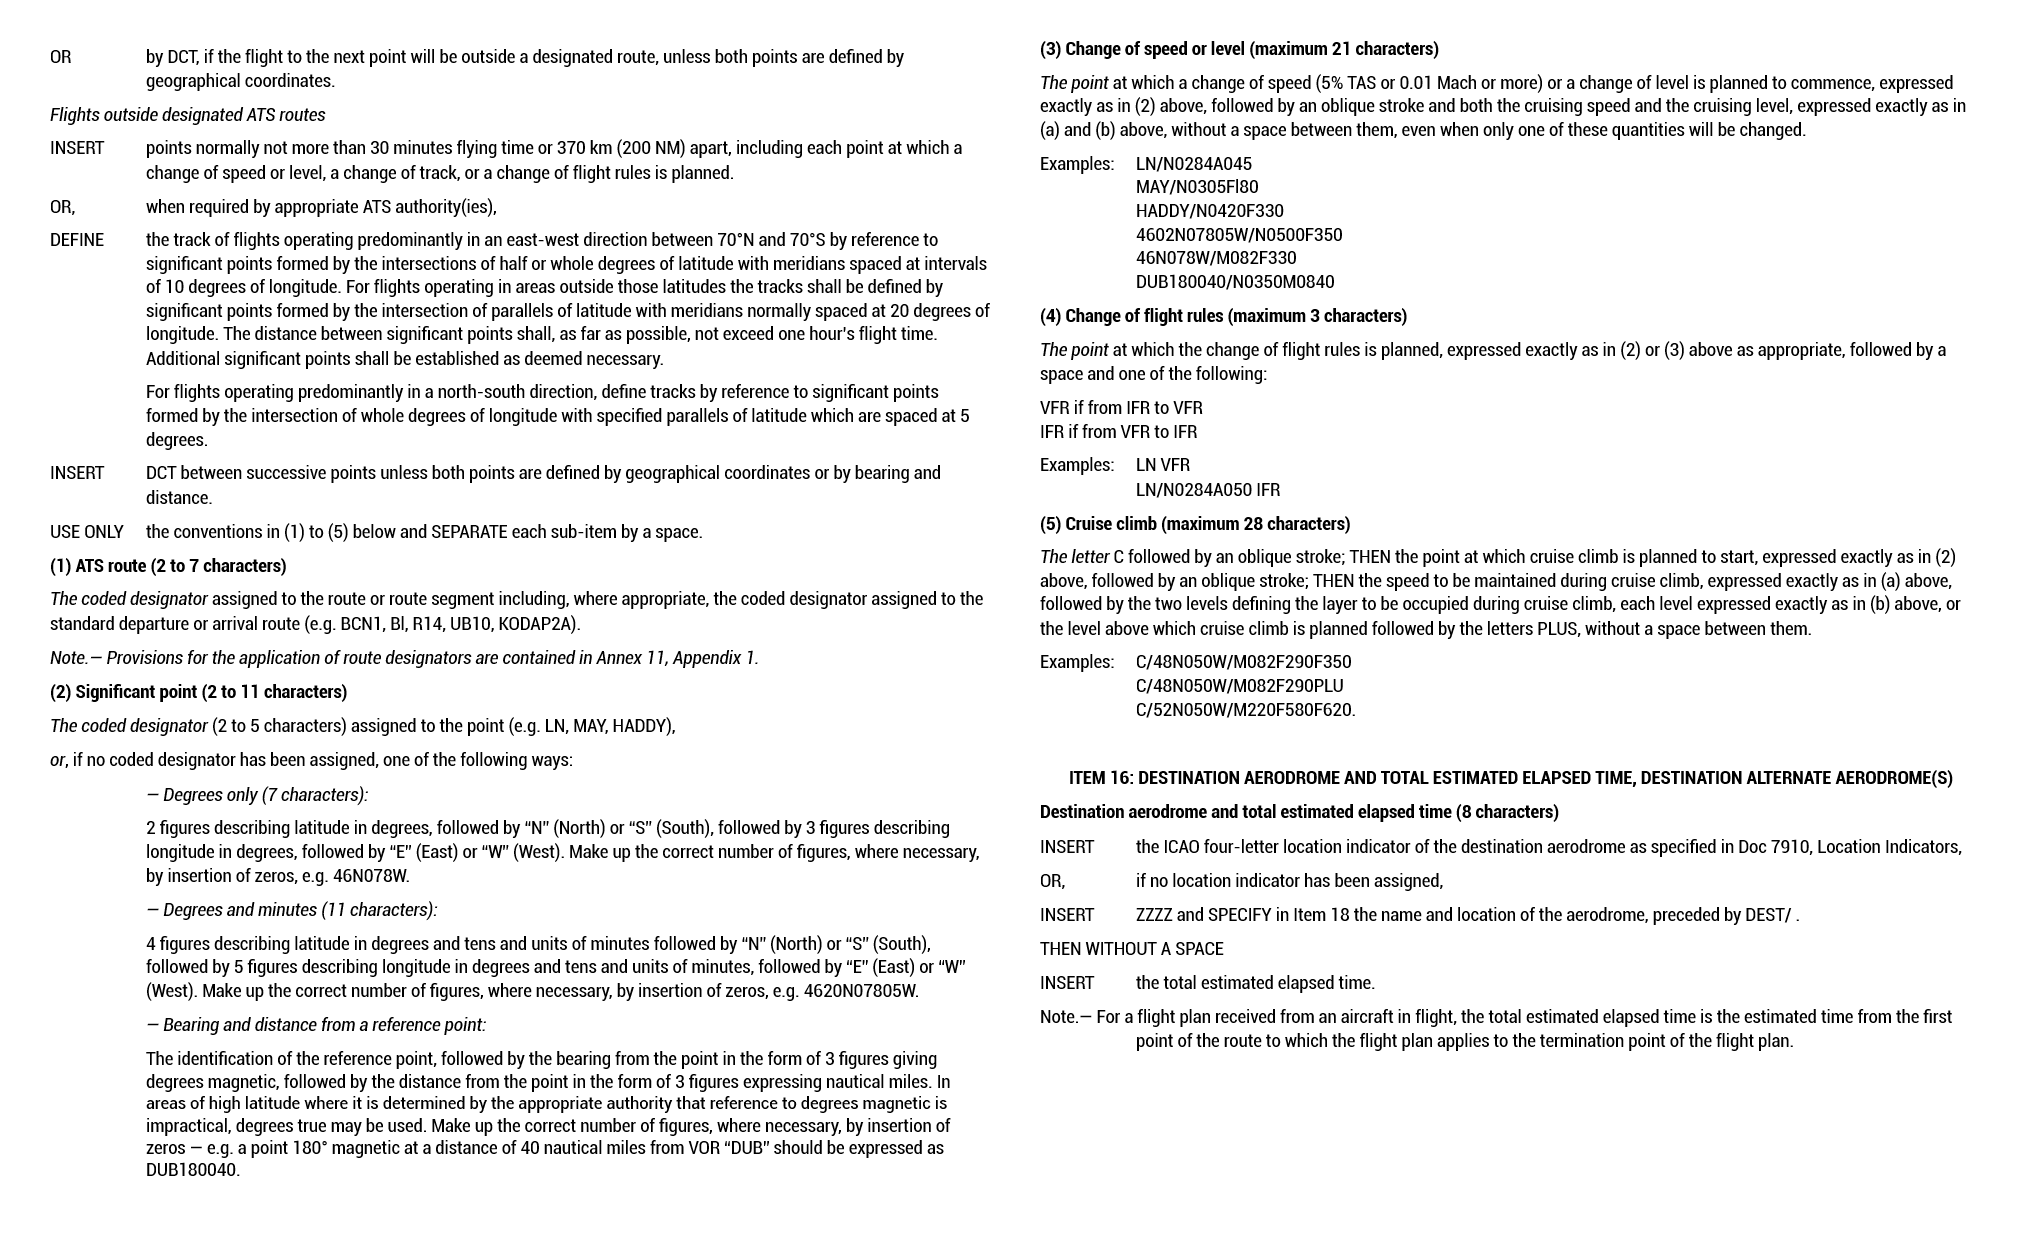 OR by DCT, if the flight to the next point will be outside a designated route, unless both points are defined by
geographical coordinates.
Flights outside designated ATS routes
INSERT points normally not more than 30 minutes flying time or 370 km (200 NM) apart, including each point at which a
change of speed or level, a change of track, or a change of flight rules is planned.
OR, when required by appropriate ATS authority(ies),
DEFINE the track of flights operating predominantly in an east-west direction between 70°N and 70°S by reference to
significant points formed by the intersections of half or whole degrees of latitude with meridians spaced at intervals
of 10 degrees of longitude. For flights operating in areas outside those latitudes the tracks shall be defined by
significant points formed by the intersection of parallels of latitude with meridians normally spaced at 20 degrees of
longitude. The distance between significant points shall, as far as possible, not exceed one hour's flight time.
Additional significant points shall be established as deemed necessary.
For flights operating predominantly in a north-south direction, define tracks by reference to significant points
formed by the intersection of whole degrees of longitude with specified parallels of latitude which are spaced at 5
degrees.
INSERT DCT between successive points unless both points are defined by geographical coordinates or by bearing and
distance.
USE ONLY the conventions in (1) to (5) below and SEPARATE each sub-item by a space.
(1) ATS route (2 to 7 characters)
The coded designator assigned to the route or route segment including, where appropriate, the coded designator assigned to the
standard departure or arrival route (e.g. BCN1, Bl, R14, UB10, KODAP2A).
Note.— Provisions for the application of route designators are contained in Annex 11, Appendix 1.
(2) Significant point (2 to 11 characters)
The coded designator (2 to 5 characters) assigned to the point (e.g. LN, MAY, HADDY),
or, if no coded designator has been assigned, one of the following ways:
— Degrees only (7 characters):
2 figures describing latitude in degrees, followed by “N” (North) or “S” (South), followed by 3 figures describing
longitude in degrees, followed by “E” (East) or “W” (West). Make up the correct number of figures, where necessary,
by insertion of zeros, e.g. 46N078W.
— Degrees and minutes (11 characters):
4 figures describing latitude in degrees and tens and units of minutes followed by “N” (North) or “S” (South),
followed by 5 figures describing longitude in degrees and tens and units of minutes, followed by “E” (East) or “W”
(West). Make up the correct number of figures, where necessary, by insertion of zeros, e.g. 4620N07805W.
— Bearing and distance from a reference point:
The identification of the reference point, followed by the bearing from the point in the form of 3 figures giving
degrees magnetic, followed by the distance from the point in the form of 3 figures expressing nautical miles. In
areas of high latitude where it is determined by the appropriate authority that reference to degrees magnetic is
impractical, degrees true may be used. Make up the correct number of figures, where necessary, by insertion of
zeros — e.g. a point 180° magnetic at a distance of 40 nautical miles from VOR “DUB” should be expressed as
DUB180040.
(3) Change of speed or level (maximum 21 characters)
The point at which a change of speed (5% TAS or 0.01 Mach or more) or a change of level is planned to commence, expressed
exactly as in (2) above, followed by an oblique stroke and both the cruising speed and the cruising level, expressed exactly as in
(a) and (b) above, without a space between them, even when only one of these quantities will be changed.
Examples: LN/N0284A045
MAY/N0305Fl80
HADDY/N0420F330
4602N07805W/N0500F350
46N078W/M082F330
DUB180040/N0350M0840
(4) Change of flight rules (maximum 3 characters)
The point at which the change of flight rules is planned, expressed exactly as in (2) or (3) above as appropriate, followed by a
space and one of the following:
VFR if from IFR to VFR
IFR if from VFR to IFR
Examples: LN VFR
LN/N0284A050 IFR
(5) Cruise climb (maximum 28 characters)
The letter C followed by an oblique stroke; THEN the point at which cruise climb is planned to start, expressed exactly as in (2)
above, followed by an oblique stroke; THEN the speed to be maintained during cruise climb, expressed exactly as in (a) above,
followed by the two levels defining the layer to be occupied during cruise climb, each level expressed exactly as in (b) above, or
the level above which cruise climb is planned followed by the letters PLUS, without a space between them.
Examples: C/48N050W/M082F290F350
C/48N050W/M082F290PLU
C/52N050W/M220F580F620.
ITEM 16: DESTINATION AERODROME AND TOTAL ESTIMATED ELAPSED TIME, DESTINATION ALTERNATE AERODROME(S)
Destination aerodrome and total estimated elapsed time (8 characters)
INSERT the ICAO four-letter location indicator of the destination aerodrome as specified in Doc 7910, Location Indicators,
OR, if no location indicator has been assigned,
INSERT ZZZZ and SPECIFY in Item 18 the name and location of the aerodrome, preceded by DEST/ .
THEN WITHOUT A SPACE
INSERT the total estimated elapsed time.
Note.— For a flight plan received from an aircraft in flight, the total estimated elapsed time is the estimated time from the first
point of the route to which the flight plan applies to the termination point of the flight plan.